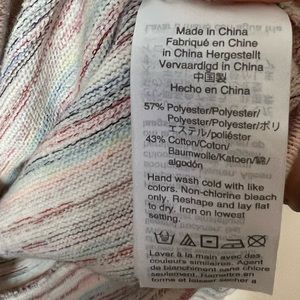 Made in China
Fabriqué en Chine
in China Hergestellt
Vervaardigd in China
中国製
Hecho en China
57% Polyester/Polyester/
Polyester/Polyester/ポリ
エステル/poliéster
43% Cotton/Coton/
Baumwolle/Katoen/綿/
algodón
Hand wash cold with like
colors. Non-chlorine bleach
only. Reshape and lay flat
to dry. Iron on lowest
setting.
Laver à la main avec des
couleurs similaires. Agent
de blanchiment sans chlore
seulement. Remettre en
forme et laisser sécher à